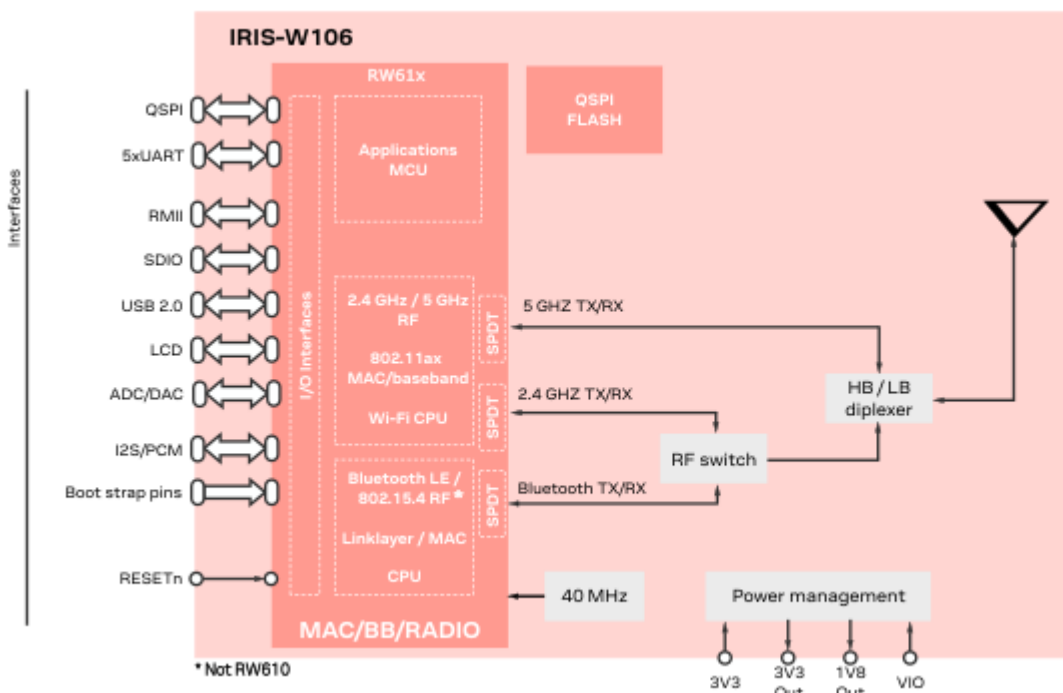 IRIS-W106
RW61x
QSPI
FLASH
Interfaces
QSPI
5xUART
RMII
SDIO
USB 2.0
LCD
ADC/DAC
I2S/PCM
Boot strap pins
RESETn
I/O Interfaces
Applications
MCU
2.4 GHz / 5 GHz
RF
802.11ax
MAC/baseband
Wi-Fi CPU
SPDT
SPDT
Bluetooth LE /
802.15.4 RF*
Linklayer / MAC
CPU
SPDT
MAC/BB/RADIO
5 GHZ TX/RX
2.4 GHZ TX/RX
Bluetooth TX/RX
RF switch
HB / LB
diplexer
40 MHz
Power management
3V3
3V3
Out
1V8
Out
VIO
* Not RW610